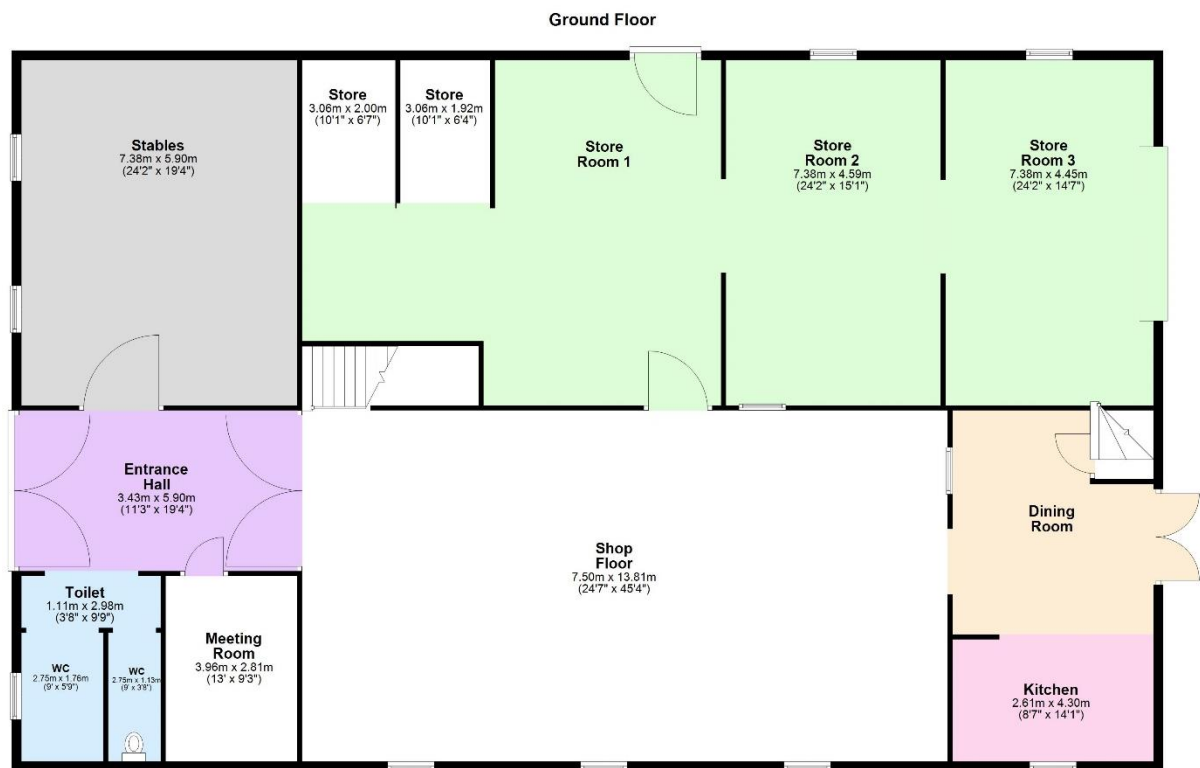 Ground Floor
Stables
7.38m x 5.90m
(24'2" x 19'4")
Store
3.06m x 2.00m
(10'1" x 6'7")
Store
3.06m x 1.92m
(10'1" x 6'4")
Store
Room 1
Store
Room 2
7.38m x 4.59m
(24'2" x 15'1")
Store
Room 3
7.38m x 4.45m
(24'2" x 14'7")
Entrance
Hall
3.43m x 5.90m
(11'3" x 19'4")
Shop
Floor
7.50m x 13.81m
(24'7" x 45'4")
Dining
Room
Toilet
1.11m x 2.98m
(3'8" x 9'9")
Meeting
Room
3.96m x 2.81m
(13' x 9'3")
WC
2.75m x 1.76m
(9' x 5'9")
WC
2.75m x 1.13m
(9' x 3'8")
Kitchen
2.61m x 4.30m
(8'7" x 14'1")